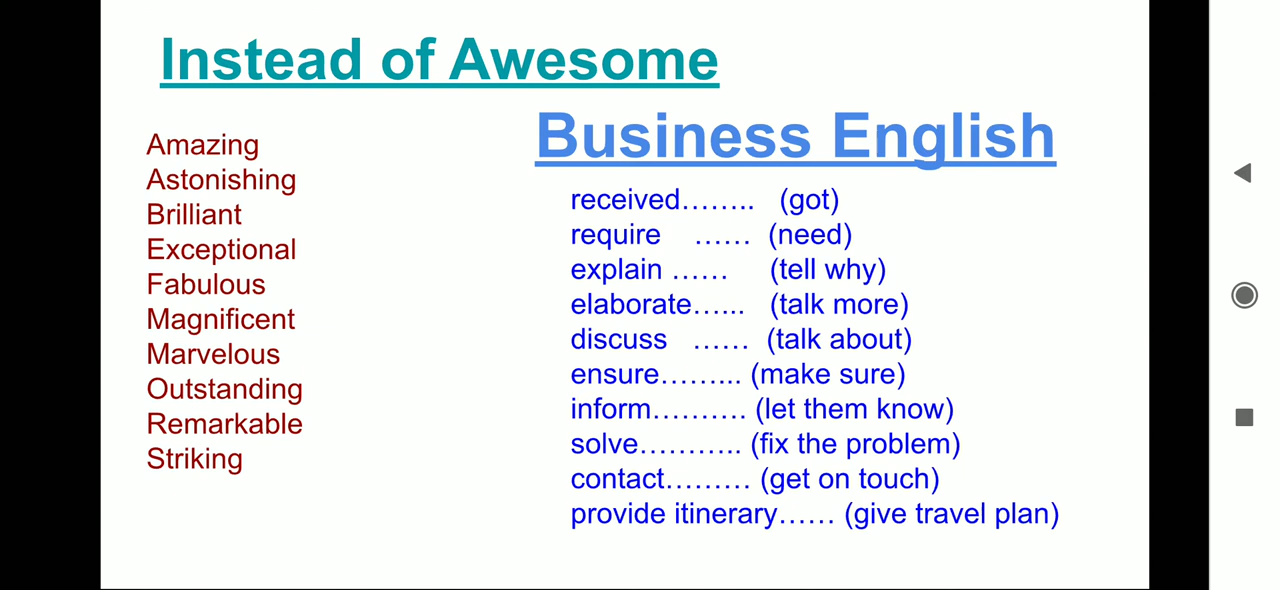 Instead of Awesome
Amazing
Astonishing
Brilliant
Exceptional
Fabulous
Magnificent
Marvelous
Outstanding
Remarkable
Striking
Business English
received…….. (got)
require …… (need)
explain …… (tell why)
elaborate…... (talk more)
discuss …… (talk about)
ensure……... (make sure)
inform………. (let them know)
solve……….. (fix the problem)
contact……… (get on touch)
provide itinerary…… (give travel plan)